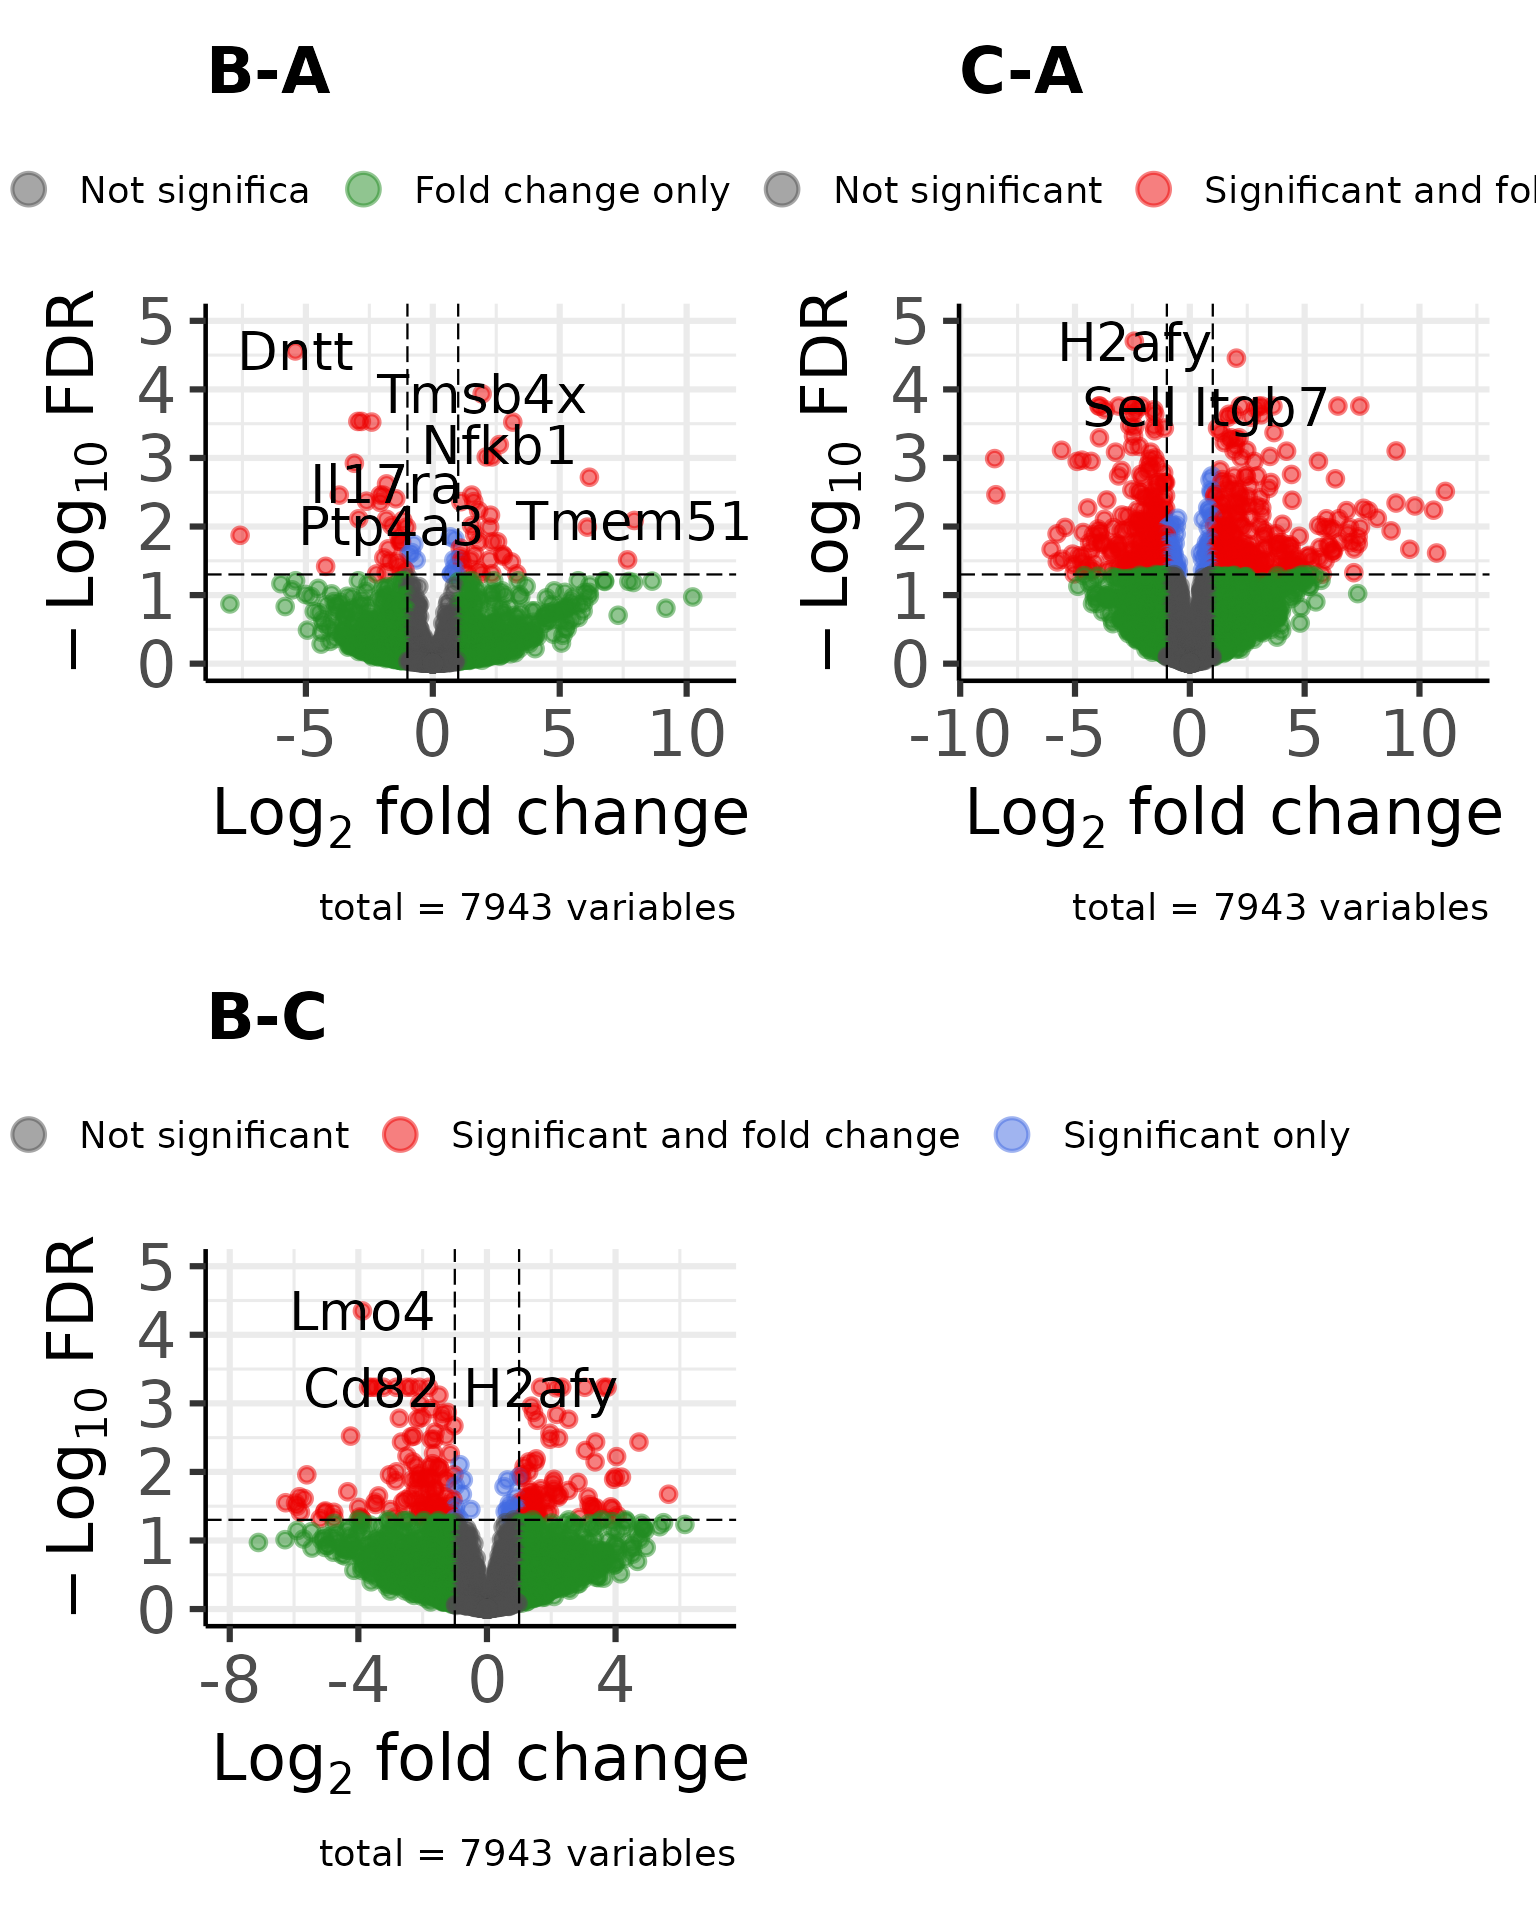 B-A
C-A
Not significa
Fold change only
Not significant
Significant and fol
− Log10 FDR
5
4
3
2
1
0
Dntt
Tmsb4x
Nfkb1
Il17ra
Ptp4a3
Tmem51
-5 0 5 10
Log2 fold change
total = 7943 variables
− Log10 FDR
5
4
3
2
1
0
H2afy
Sell
Itgb7
-10 -5 0 5 10
Log2 fold change
total = 7943 variables
B-C
Not significant
Significant and fold change
Significant only
− Log10 FDR
5
4
3
2
1
0
Lmo4
Cd82
H2afy
-8 -4 0 4
Log2 fold change
total = 7943 variables